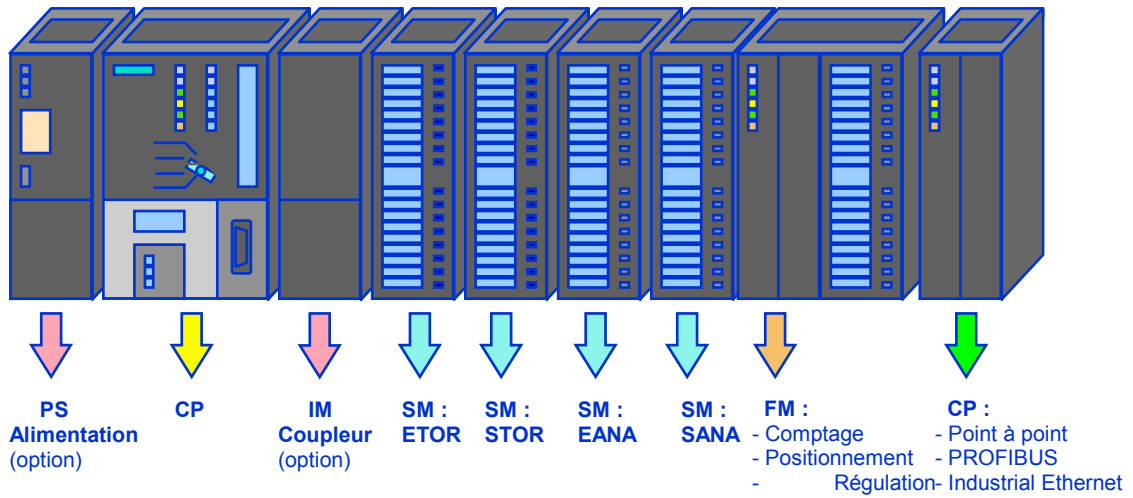 PS
Alimentation
(option)
CP
IM
Coupleur
(option)
SM :
ETOR
SM :
STOR
SM :
EANA
SM :
SANA
FM :
- Comptage
- Positionnement
- Régulation
CP :
- Point à point
- PROFIBUS
- Industrial Ethernet